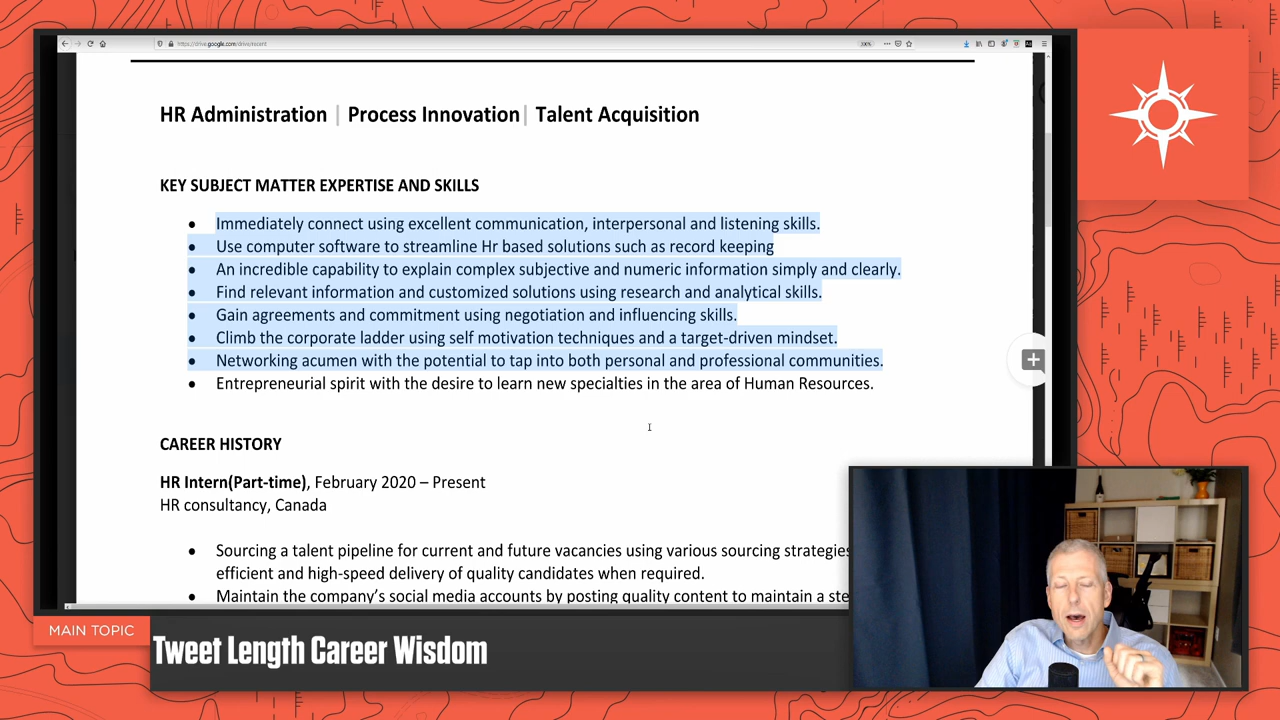 https://drive.google.com/drive/recent
200%
HR Administration | Process Innovation | Talent Acquisition
KEY SUBJECT MATTER EXPERTISE AND SKILLS
• Immediately connect using excellent communication, interpersonal and listening skills.
• Use computer software to streamline Hr based solutions such as record keeping
• An incredible capability to explain complex subjective and numeric information simply and clearly.
• Find relevant information and customized solutions using research and analytical skills.
• Gain agreements and commitment using negotiation and influencing skills.
• Climb the corporate ladder using self motivation techniques and a target-driven mindset.
• Networking acumen with the potential to tap into both personal and professional communities.
• Entrepreneurial spirit with the desire to learn new specialties in the area of Human Resources.
CAREER HISTORY
HR Intern(Part-time), February 2020 – Present
HR consultancy, Canada
• Sourcing a talent pipeline for current and future vacancies using various sourcing strategies
efficient and high-speed delivery of quality candidates when required.
• Maintain the company's social media accounts by posting quality content to maintain a ste
MAIN TOPIC
Tweet Length Career Wisdom